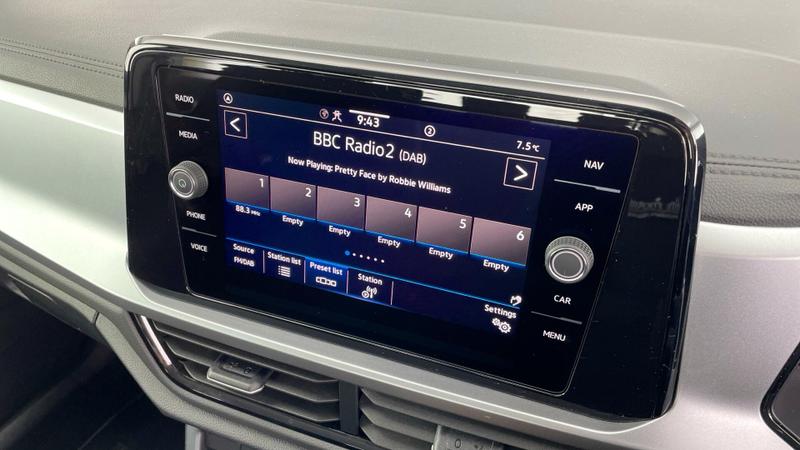 RADIO
MEDIA
PHONE
VOICE
A
9:43
2
7.5°C
<
BBC Radio2 (DAB)
>
Now Playing: Pretty Face by Robbie Williams
1 2 3 4 5 6
88.3 MHz Empty Empty Empty Empty Empty
Source Station list Preset list Station
FM/DAB
Settings
NAV
APP
CAR
MENU
0